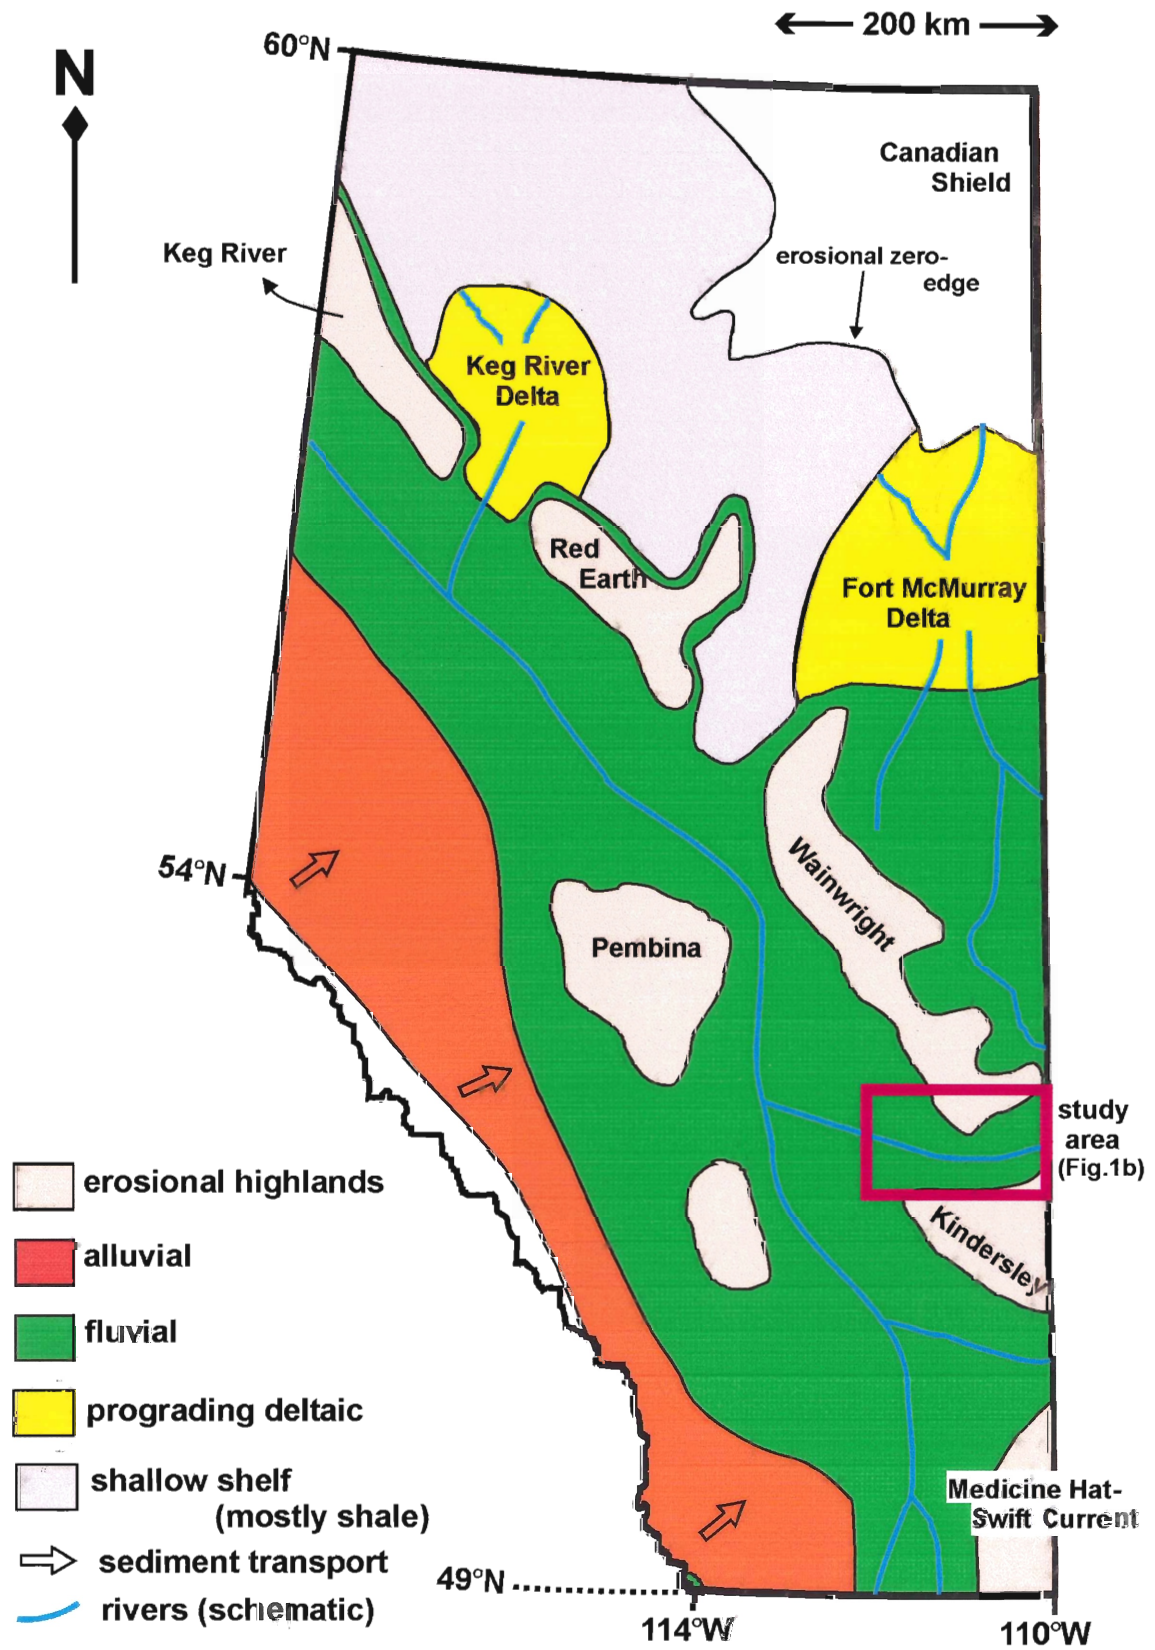 200 km
60°N
N
Canadian
Shield
Keg River
erosional zero-
edge
Keg River
Delta
Red
Earth
Fort McMurray
Delta
54°N
Wainwright
Pembina
study
area
(Fig.1b)
Kindersley
erosional highlands
alluvial
fluvial
prograding deltaic
shallow shelf
(mostly shale)
sediment transport
rivers (schematic)
Medicine Hat-
Swift Current
49°N
114°W
110°W